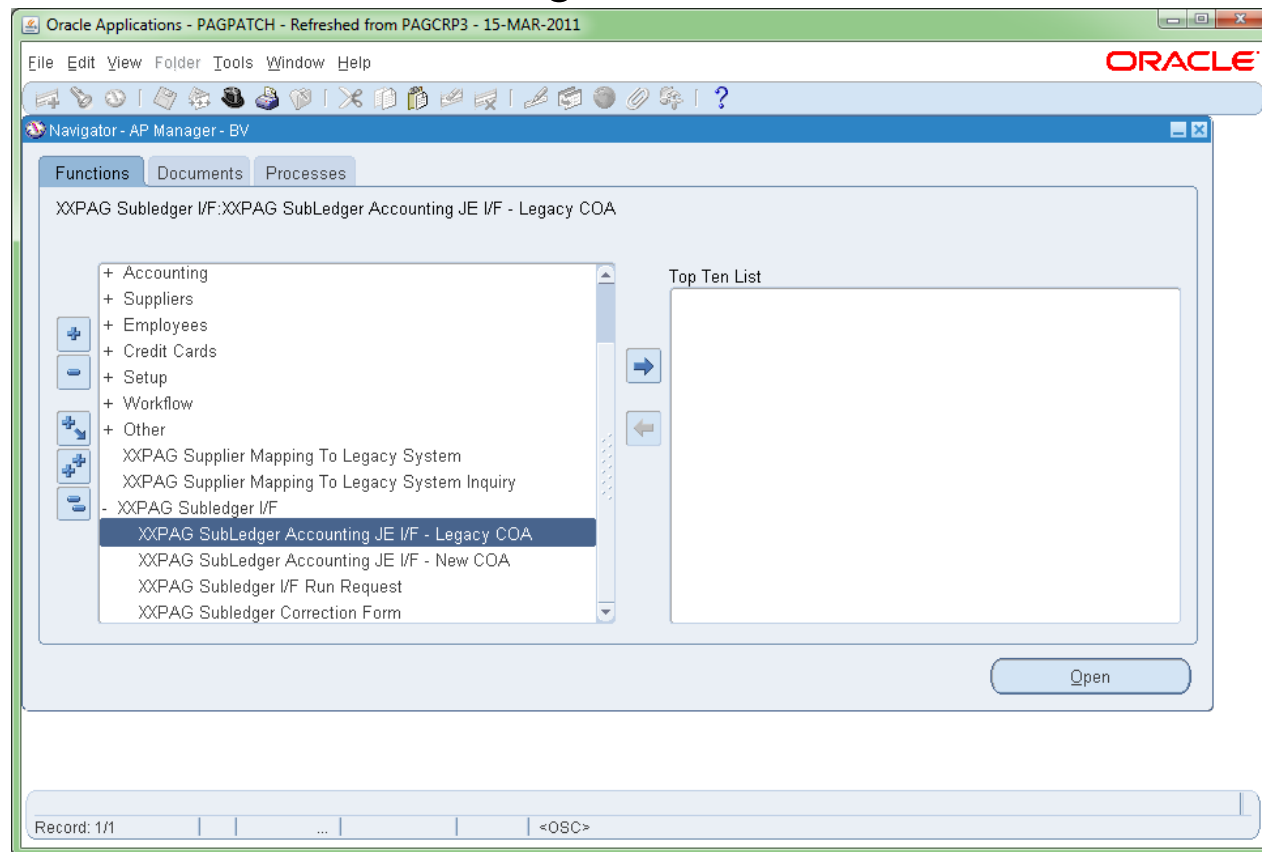 Oracle Applications - PAGPATCH - Refreshed from PAGCRP3 - 15-MAR-2011
File Edit View Folder Tools Window Help
ORACLE
Navigator - AP Manager - BV
Functions Documents Processes
XXPAG Subledger I/F:XXPAG SubLedger Accounting JE I/F - Legacy COA
+ Accounting
+ Suppliers
+ Employees
+ Credit Cards
+ Setup
+ Workflow
+ Other
XXPAG Supplier Mapping To Legacy System
XXPAG Supplier Mapping To Legacy System Inquiry
- XXPAG Subledger I/F
XXPAG SubLedger Accounting JE I/F - Legacy COA
XXPAG SubLedger Accounting JE I/F - New COA
XXPAG Subledger I/F Run Request
XXPAG Subledger Correction Form
Top Ten List
Open
Record: 1/1 ... <OSC>